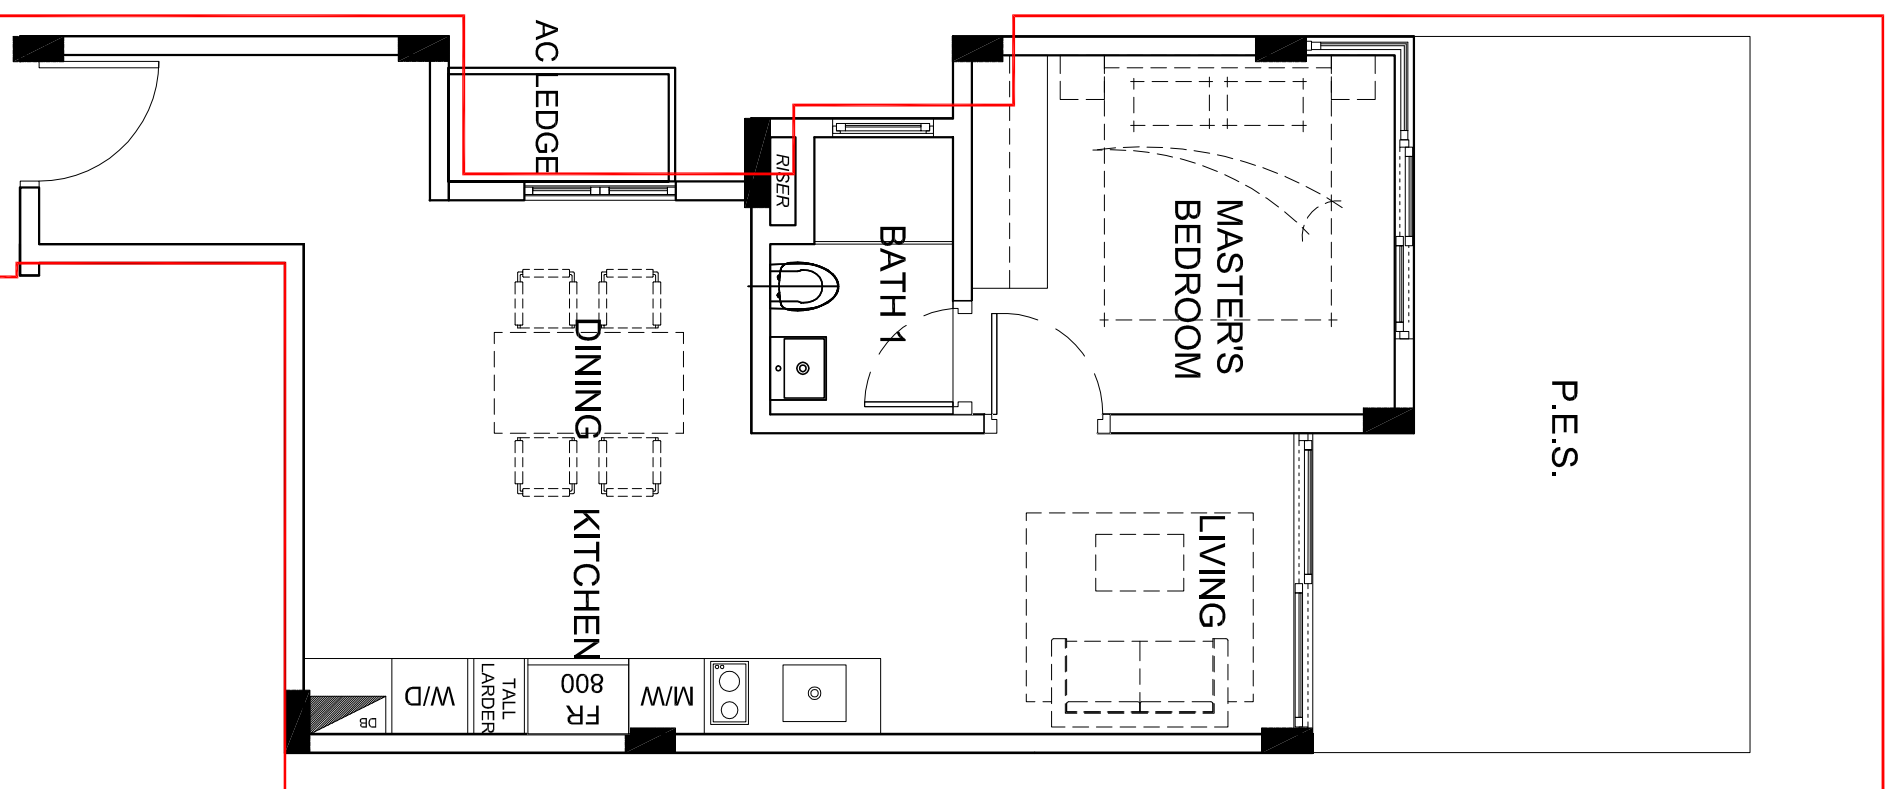 AC LEDGE
RISER
BATH 1
MASTER'S
BEDROOM
P.E.S.
DINING
KITCHEN
LIVING
DB
W/D
TALL
LARDER
FR
800
M/W